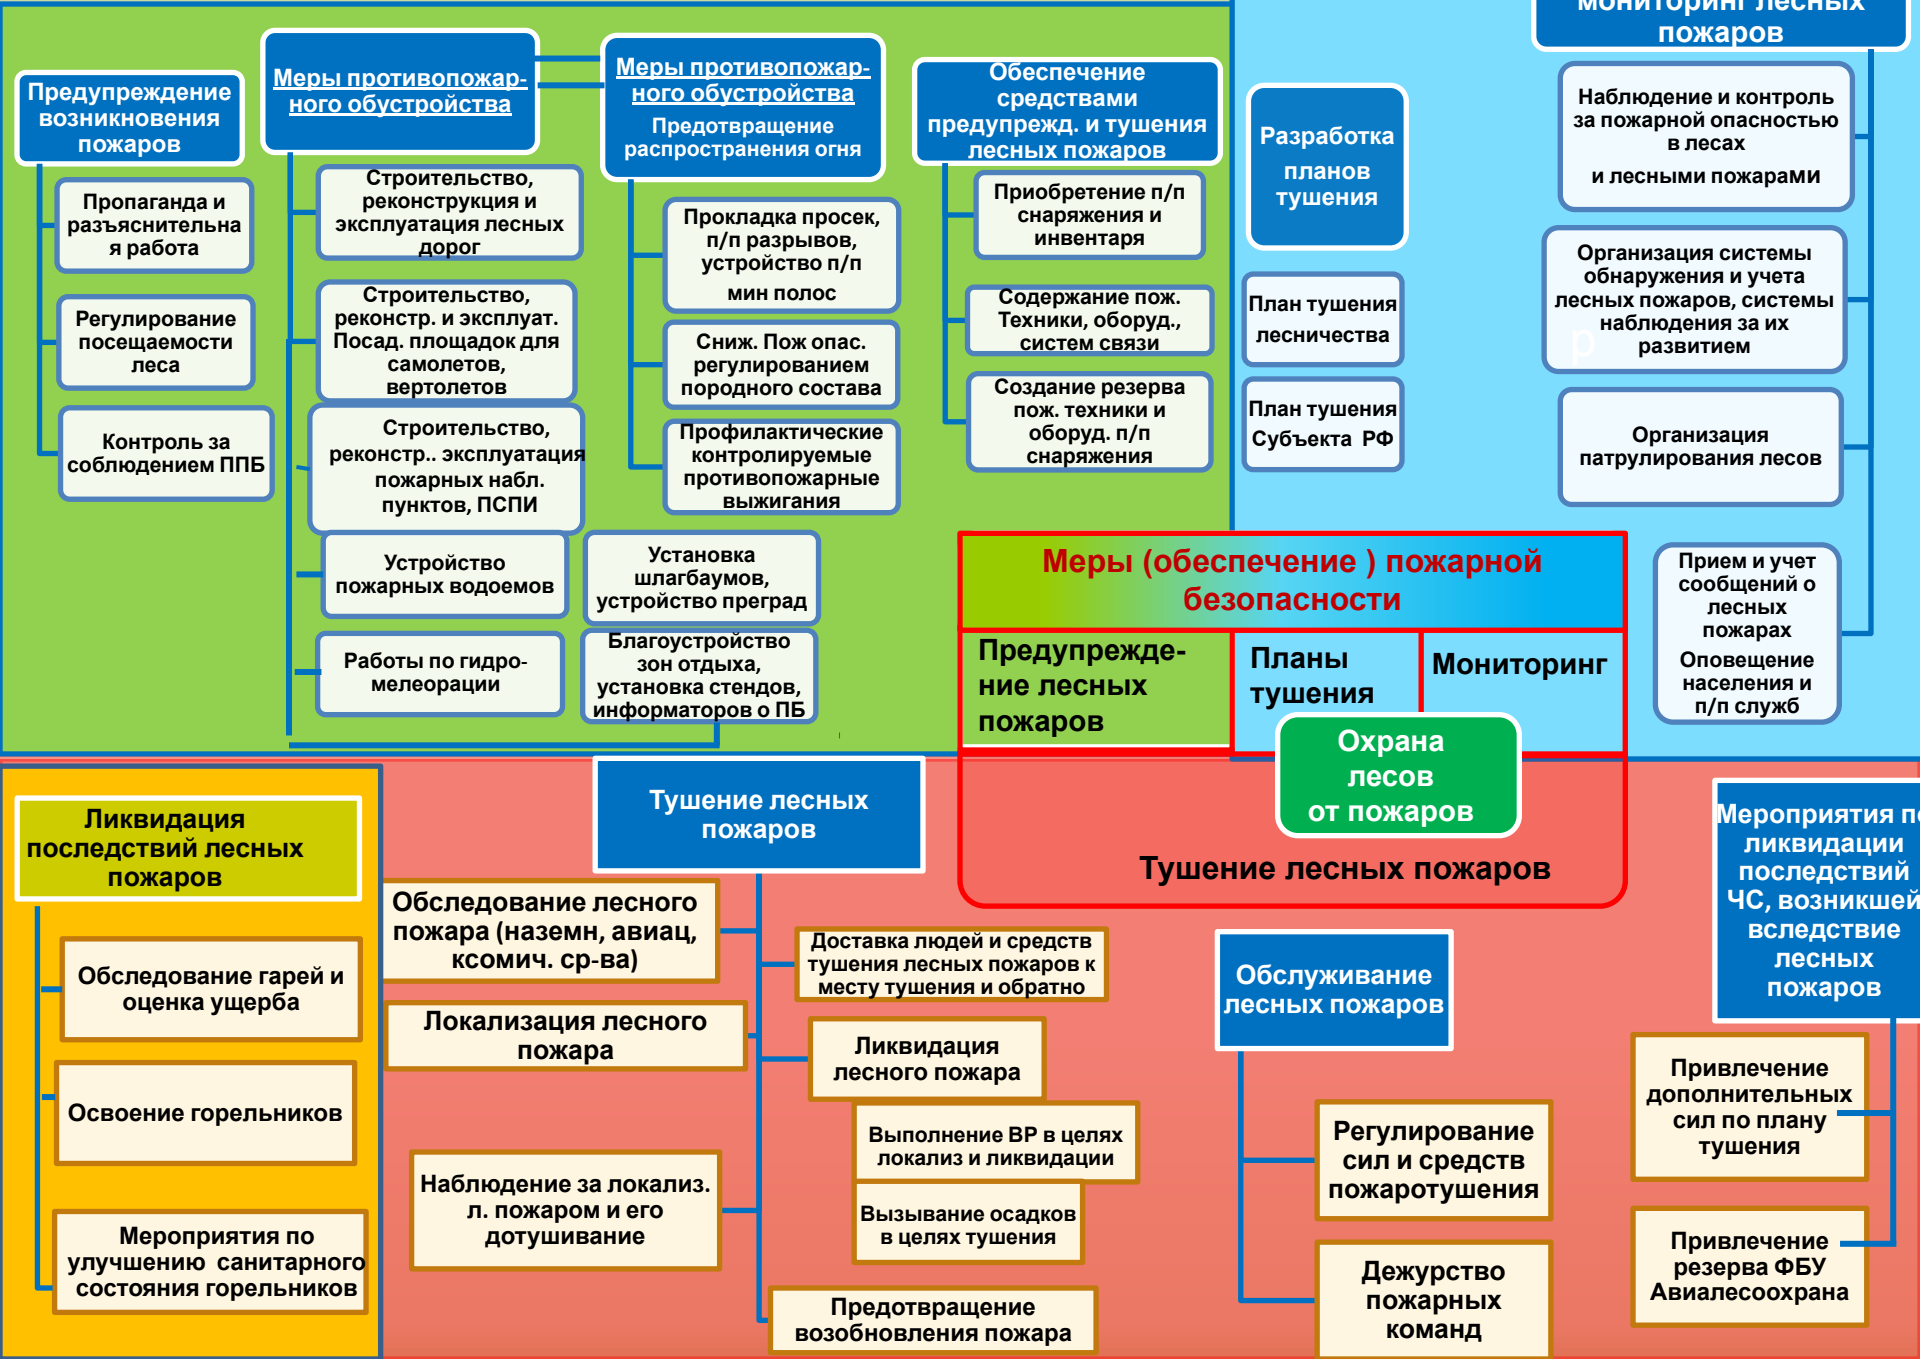 Предупреждение
возникновения
пожаров
Пропаганда и
разъяснительна
я работа
Регулирование
посещаемости
леса
Контроль за
соблюдением ППБ
Меры противопожар-
ного обустройства
Строительство,
реконструкция и
эксплуатация лесных
дорог
Строительство,
реконстр. и эксплуат.
Посад. площадок для
самолетов,
вертолетов
Строительство,
реконстр.. эксплуатация
пожарных набл.
пунктов, ПСПИ
Устройство
пожарных водоемов
Работы по гидро-
мелеорации
Установка
шлагбаумов,
устройство преград
Благоустройство
зон отдыха,
установка стендов,
информаторов о ПБ
Меры противопожар-
ного обустройства
Предотвращение
распространения огня
Прокладка просек,
п/п разрывов,
устройство п/п
мин полос
Сниж. Пож опас.
регулированием
породного состава
Профилактические
контролируемые
противопожарные
выжигания
Обеспечение
средствами
предупрежд. и тушения
лесных пожаров
Приобретение п/п
снаряжения и
инвентаря
Содержание пож.
Техники, оборуд.,
систем связи
Создание резерва
пож. техники и
оборуд. п/п
снаряжения
Разработка
планов
тушения
План тушения
лесничества
План тушения
Субъекта РФ
мониторинг лесных
пожаров
Наблюдение и контроль
за пожарной опасностью
в лесах
и лесными пожарами
Организация системы
обнаружения и учета
лесных пожаров, системы
наблюдения за их
развитием
р
Организация
патрулирования лесов
Прием и учет
сообщений о
лесных
пожарах
Оповещение
населения и
п/п служб
Меры (обеспечение ) пожарной
безопасности
Предупрежде-
ние лесных
пожаров
Планы
тушения
Мониторинг
Охрана
лесов
от пожаров
Тушение лесных пожаров
Ликвидация
последствий лесных
пожаров
Обследование гарей и
оценка ущерба
Освоение горельников
Мероприятия по
улучшению санитарного
состояния горельников
Тушение лесных
пожаров
Обследование лесного
пожара (наземн, авиац,
ксомич. ср-ва)
Локализация лесного
пожара
Наблюдение за локализ.
л. пожаром и его
дотушивание
Доставка людей и средств
тушения лесных пожаров к
месту тушения и обратно
Ликвидация
лесного пожара
Выполнение ВР в целях
локализ и ликвидации
Вызывание осадков
в целях тушения
Предотвращение
возобновления пожара
Обслуживание
лесных пожаров
Регулирование
сил и средств
пожаротушения
Дежурство
пожарных
команд
Мероприятия по
ликвидации
последствий
ЧС, возникшей
вследствие
лесных
пожаров
Привлечение
дополнительных
сил по плану
тушения
Привлечение
резерва ФБУ
Авиалесоохрана